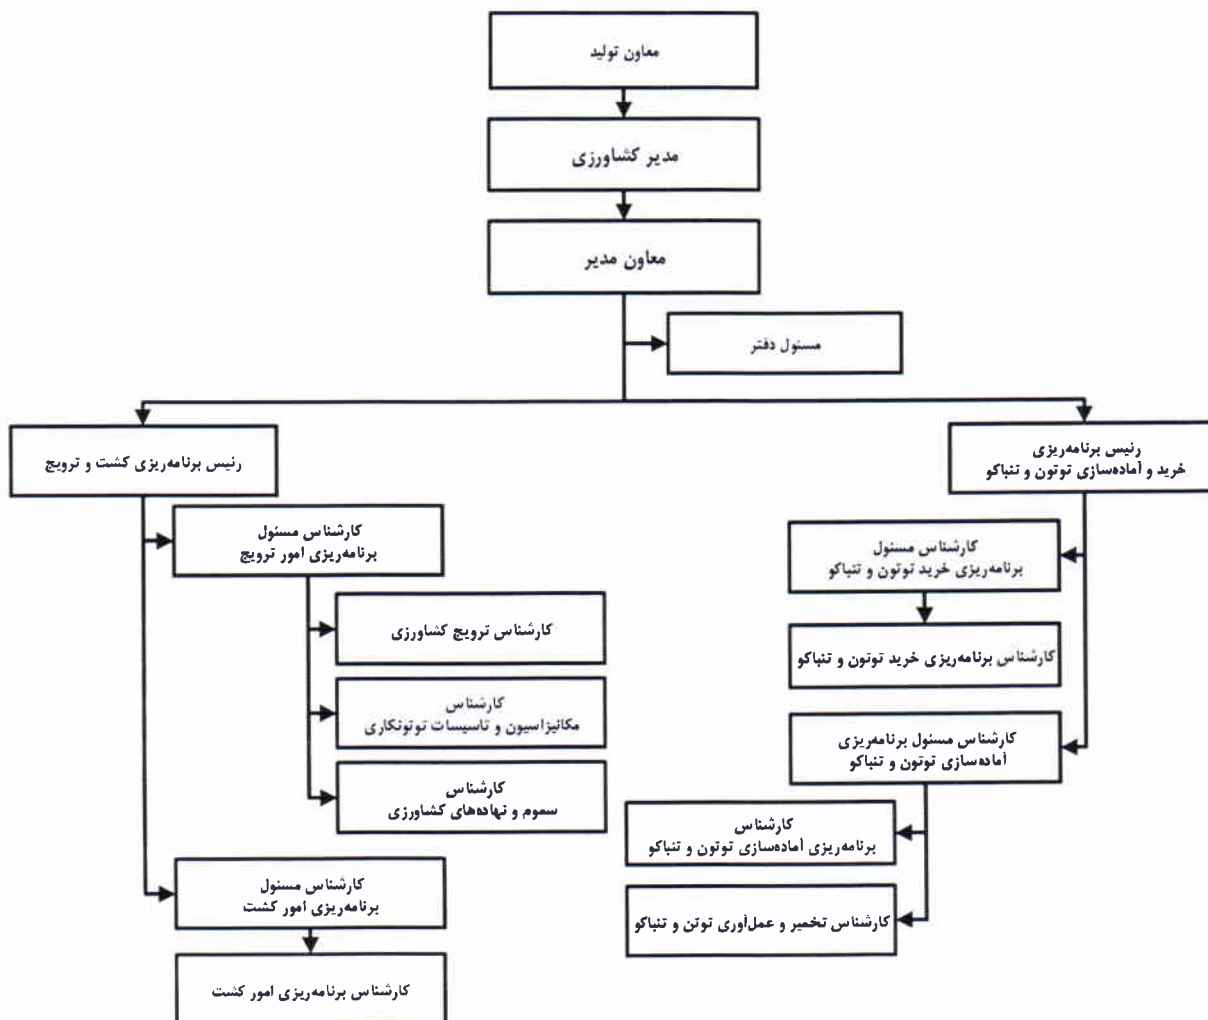 معاون تولید
مدیر کشاورزی
معاون مدیر
مسئول دفتر
رئیس برنامه‌ریزی
خرید و آماده‌سازی توتون و تنباکو
کارشناس مسئول
برنامه‌ریزی خرید توتون و تنباکو
کارشناس برنامه‌ریزی خرید توتون و تنباکو
کارشناس مسئول برنامه‌ریزی
آماده‌سازی توتون و تنباکو
کارشناس
برنامه‌ریزی آماده‌سازی توتون و تنباکو
کارشناس تخمیر و عمل‌آوری توتن و تنباکو
رئیس برنامه‌ریزی کشت و ترویج
کارشناس مسئول
برنامه‌ریزی امور ترویج
کارشناس ترویج کشاورزی
کارشناس
مکانیزاسیون و تاسیسات توتونکاری
کارشناس
سموم و نهاده‌های کشاورزی
کارشناس مسئول
برنامه‌ریزی امور کشت
کارشناس برنامه‌ریزی امور کشت